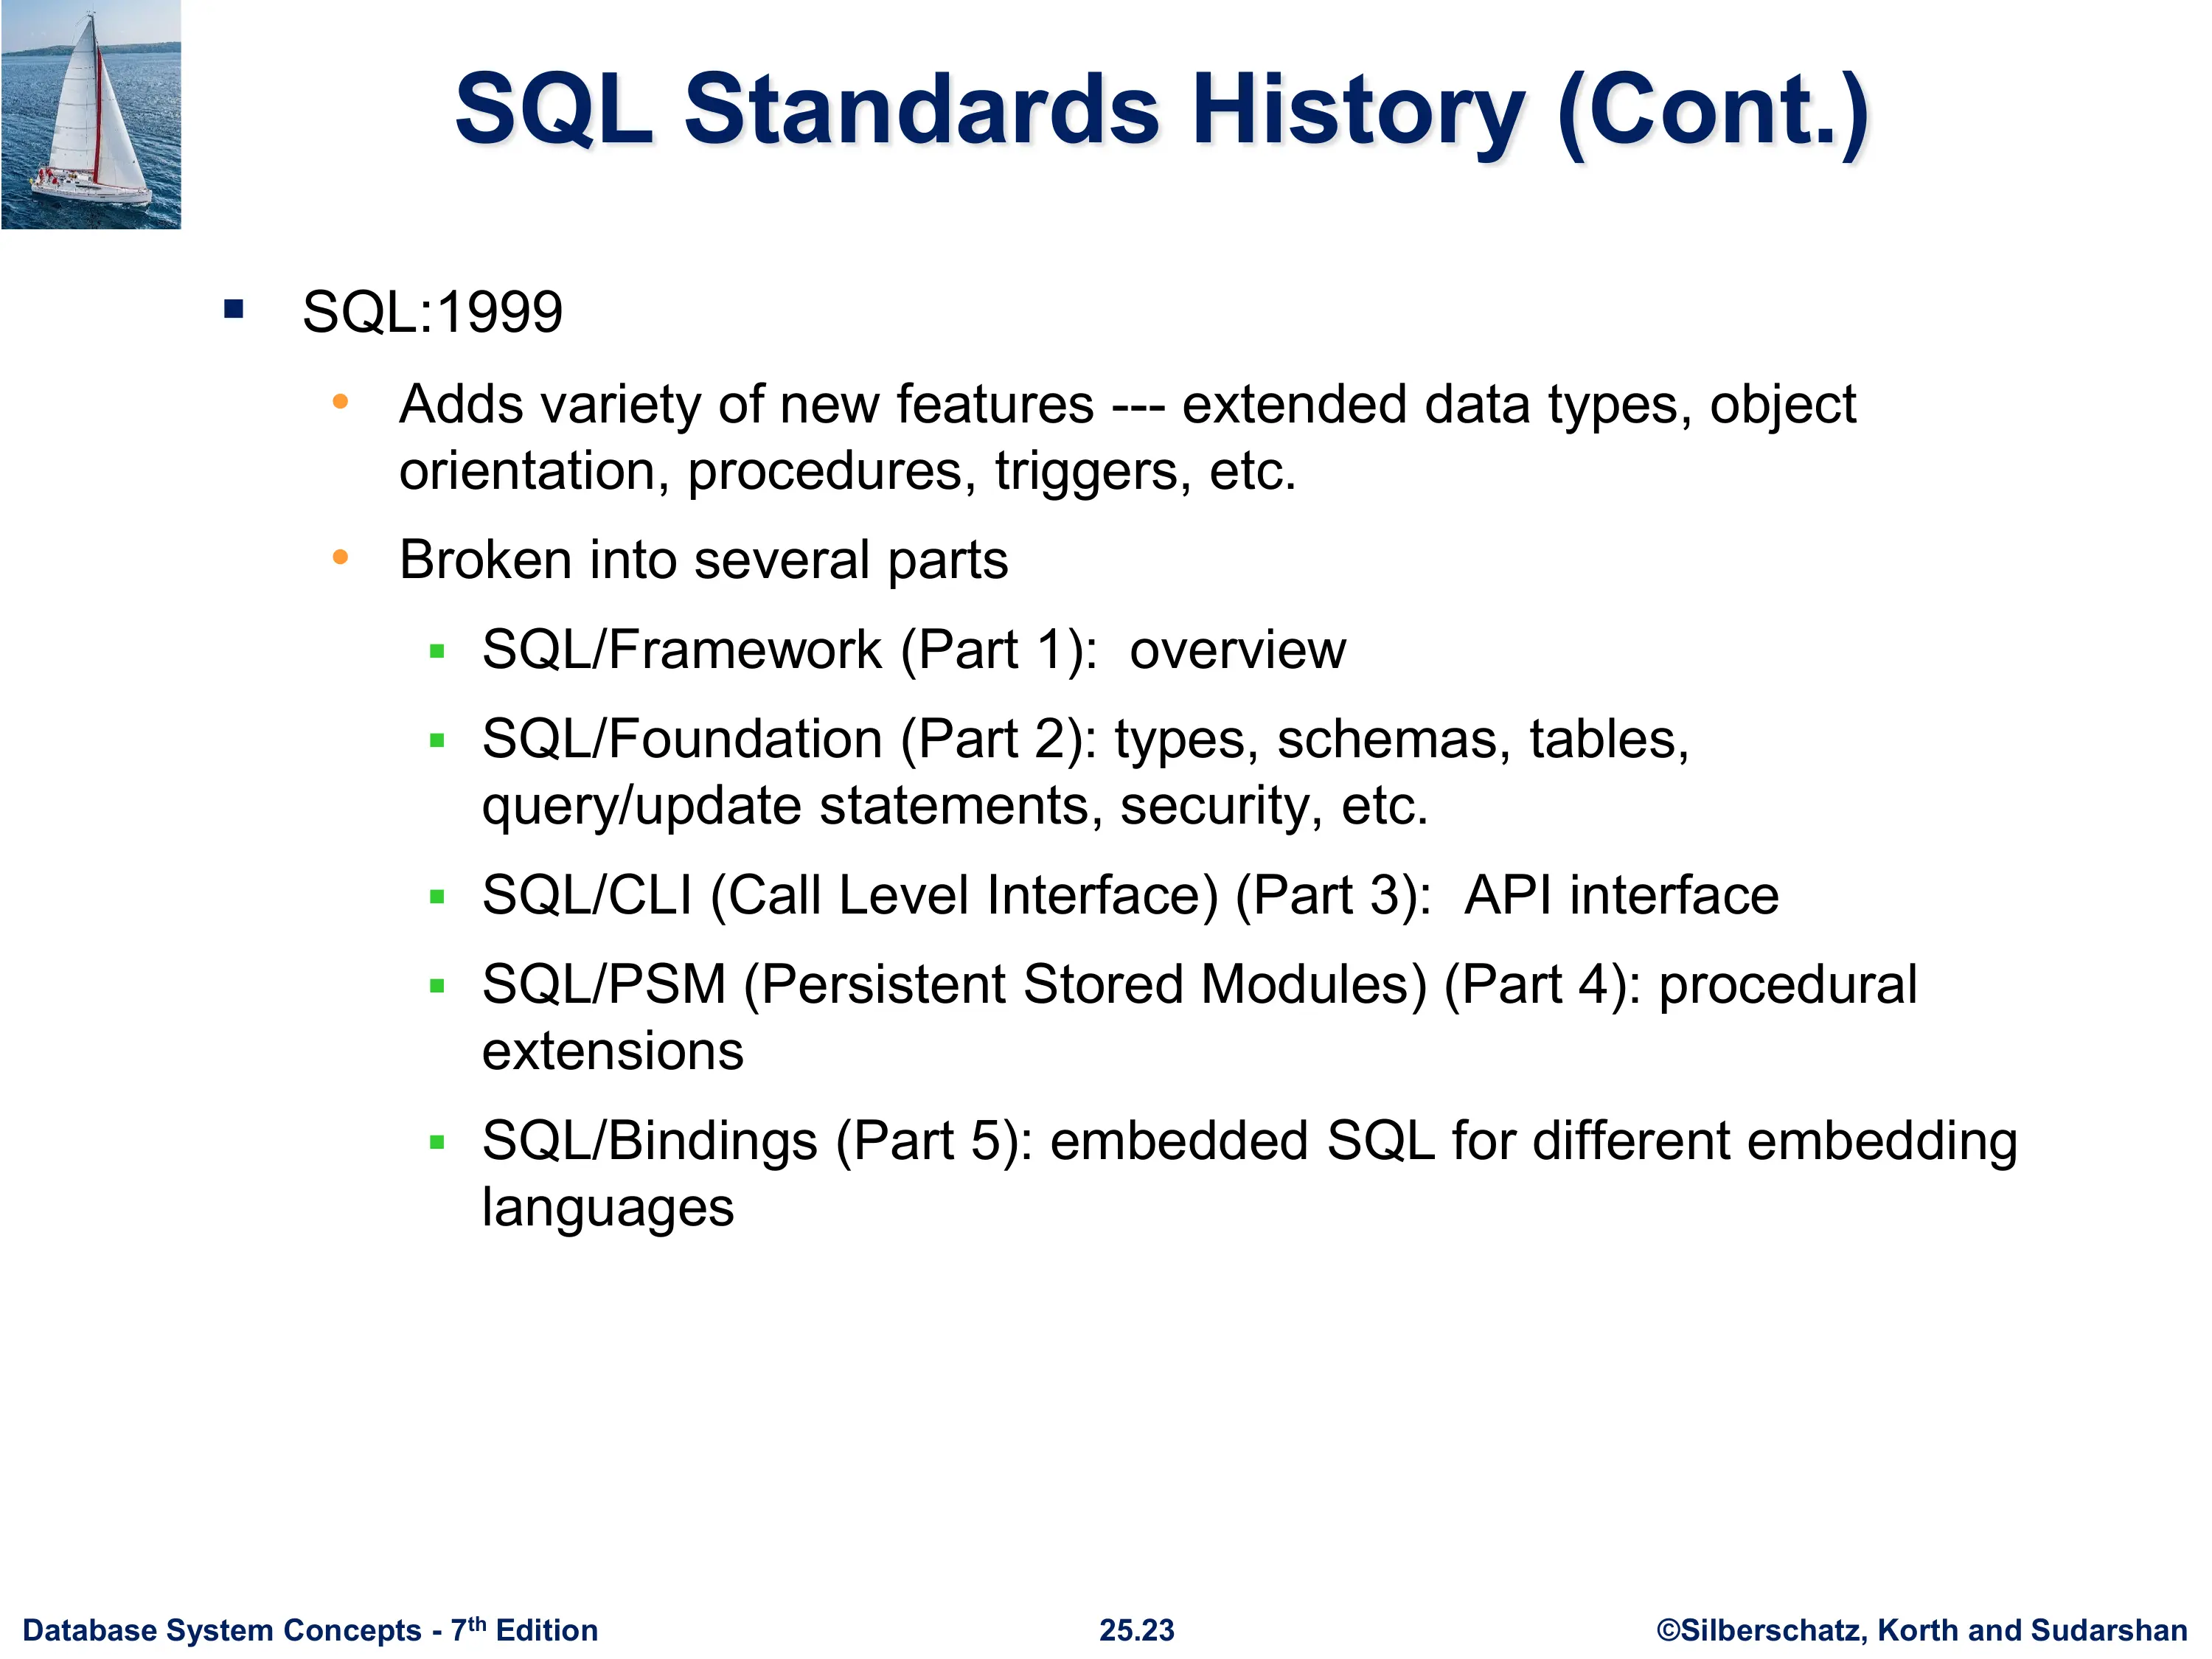 SQL Standards History (Cont.)
SQL:1999
Adds variety of new features --- extended data types, object
orientation, procedures, triggers, etc.
Broken into several parts
SQL/Framework (Part 1):  overview
SQL/Foundation (Part 2): types, schemas, tables,
query/update statements, security, etc.
SQL/CLI (Call Level Interface) (Part 3):  API interface
SQL/PSM (Persistent Stored Modules) (Part 4): procedural
extensions
SQL/Bindings (Part 5): embedded SQL for different embedding
languages
Database System Concepts - 7th Edition
25.23
©Silberschatz, Korth and Sudarshan